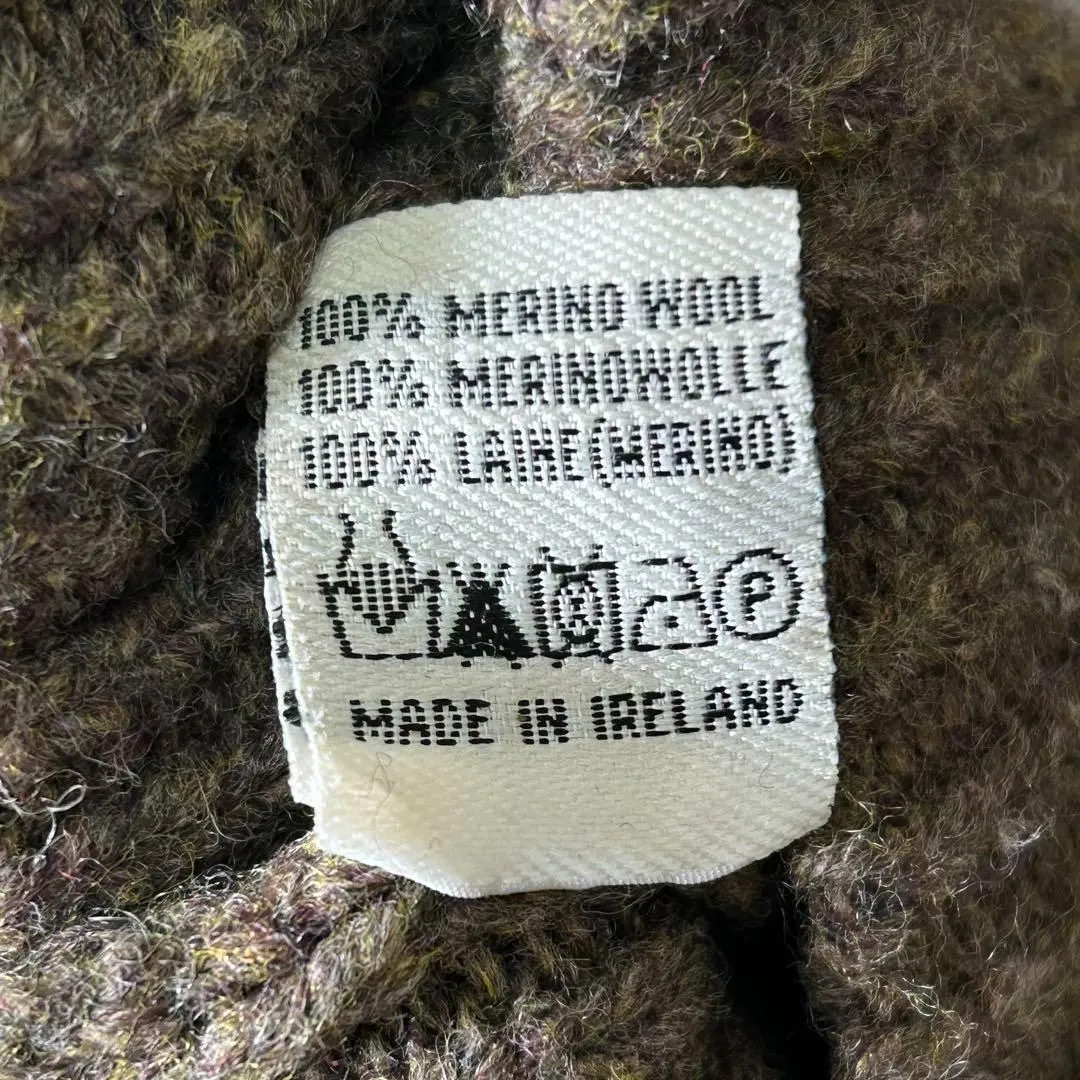 100% MERINO WOOL
100% MERINOWOLLE
100% LAINE(MERINO)
P
MADE IN IRELAND